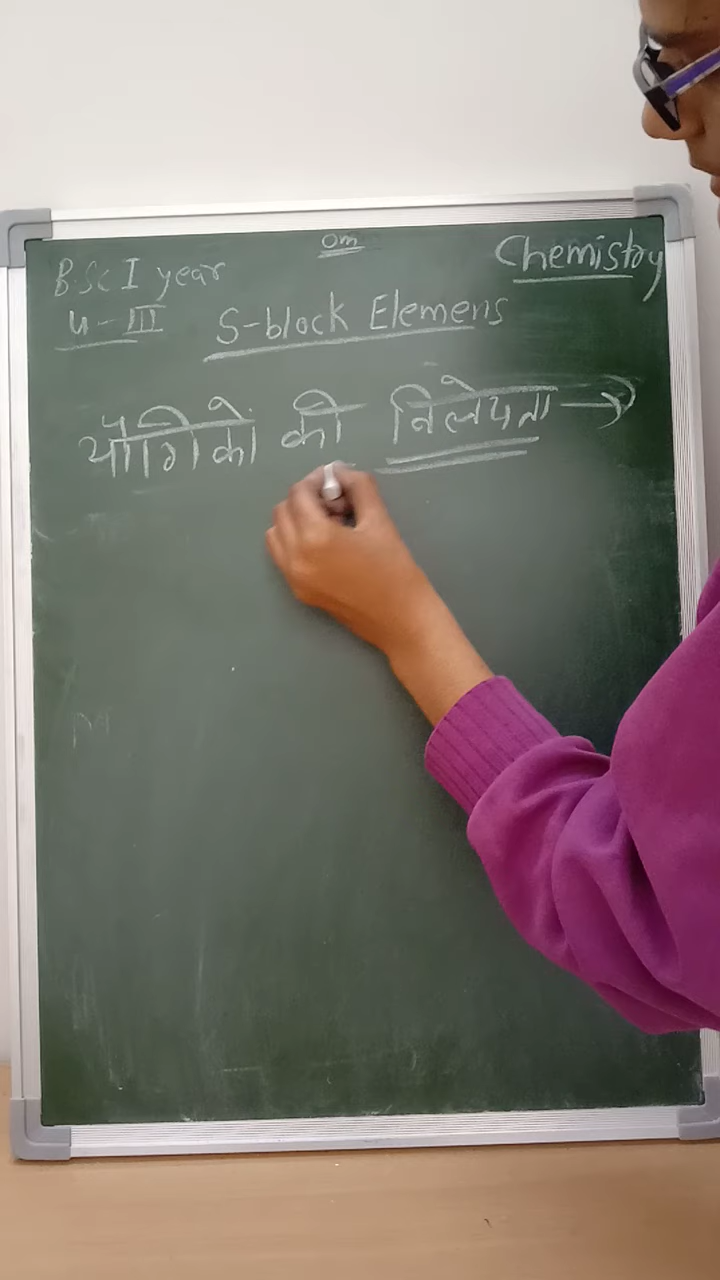 Om
B.Sc I year
Chemistry
U-III
S-block Elemens
यौगिको की विलेयता →